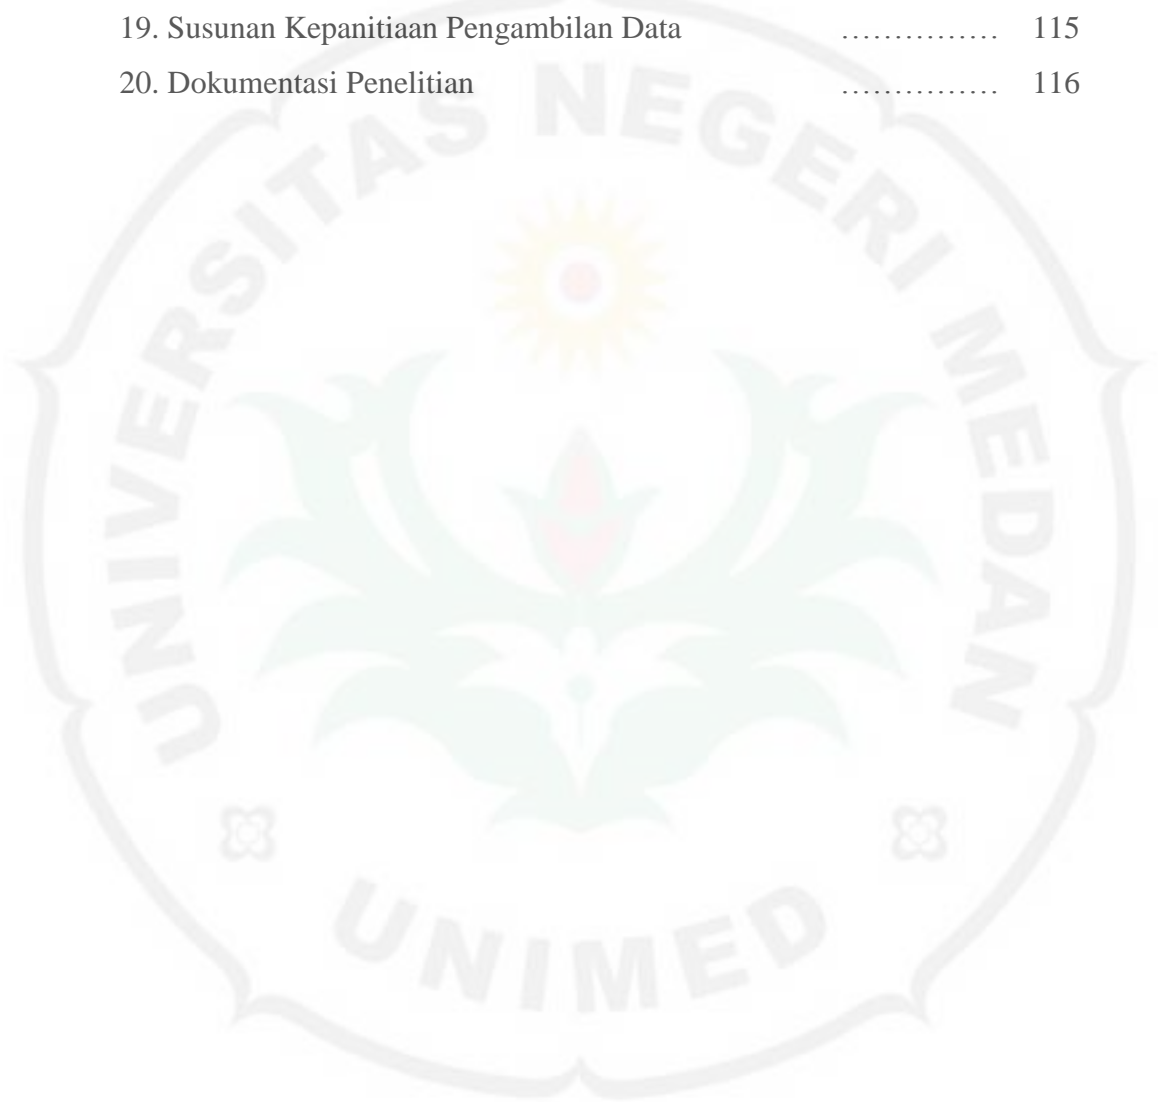 19. Susunan Kepanitiaan Pengambilan Data …………… 115
20. Dokumentasi Penelitian …………… 116
UNIVERSITAS NEGERI MEDAN
UNIMED